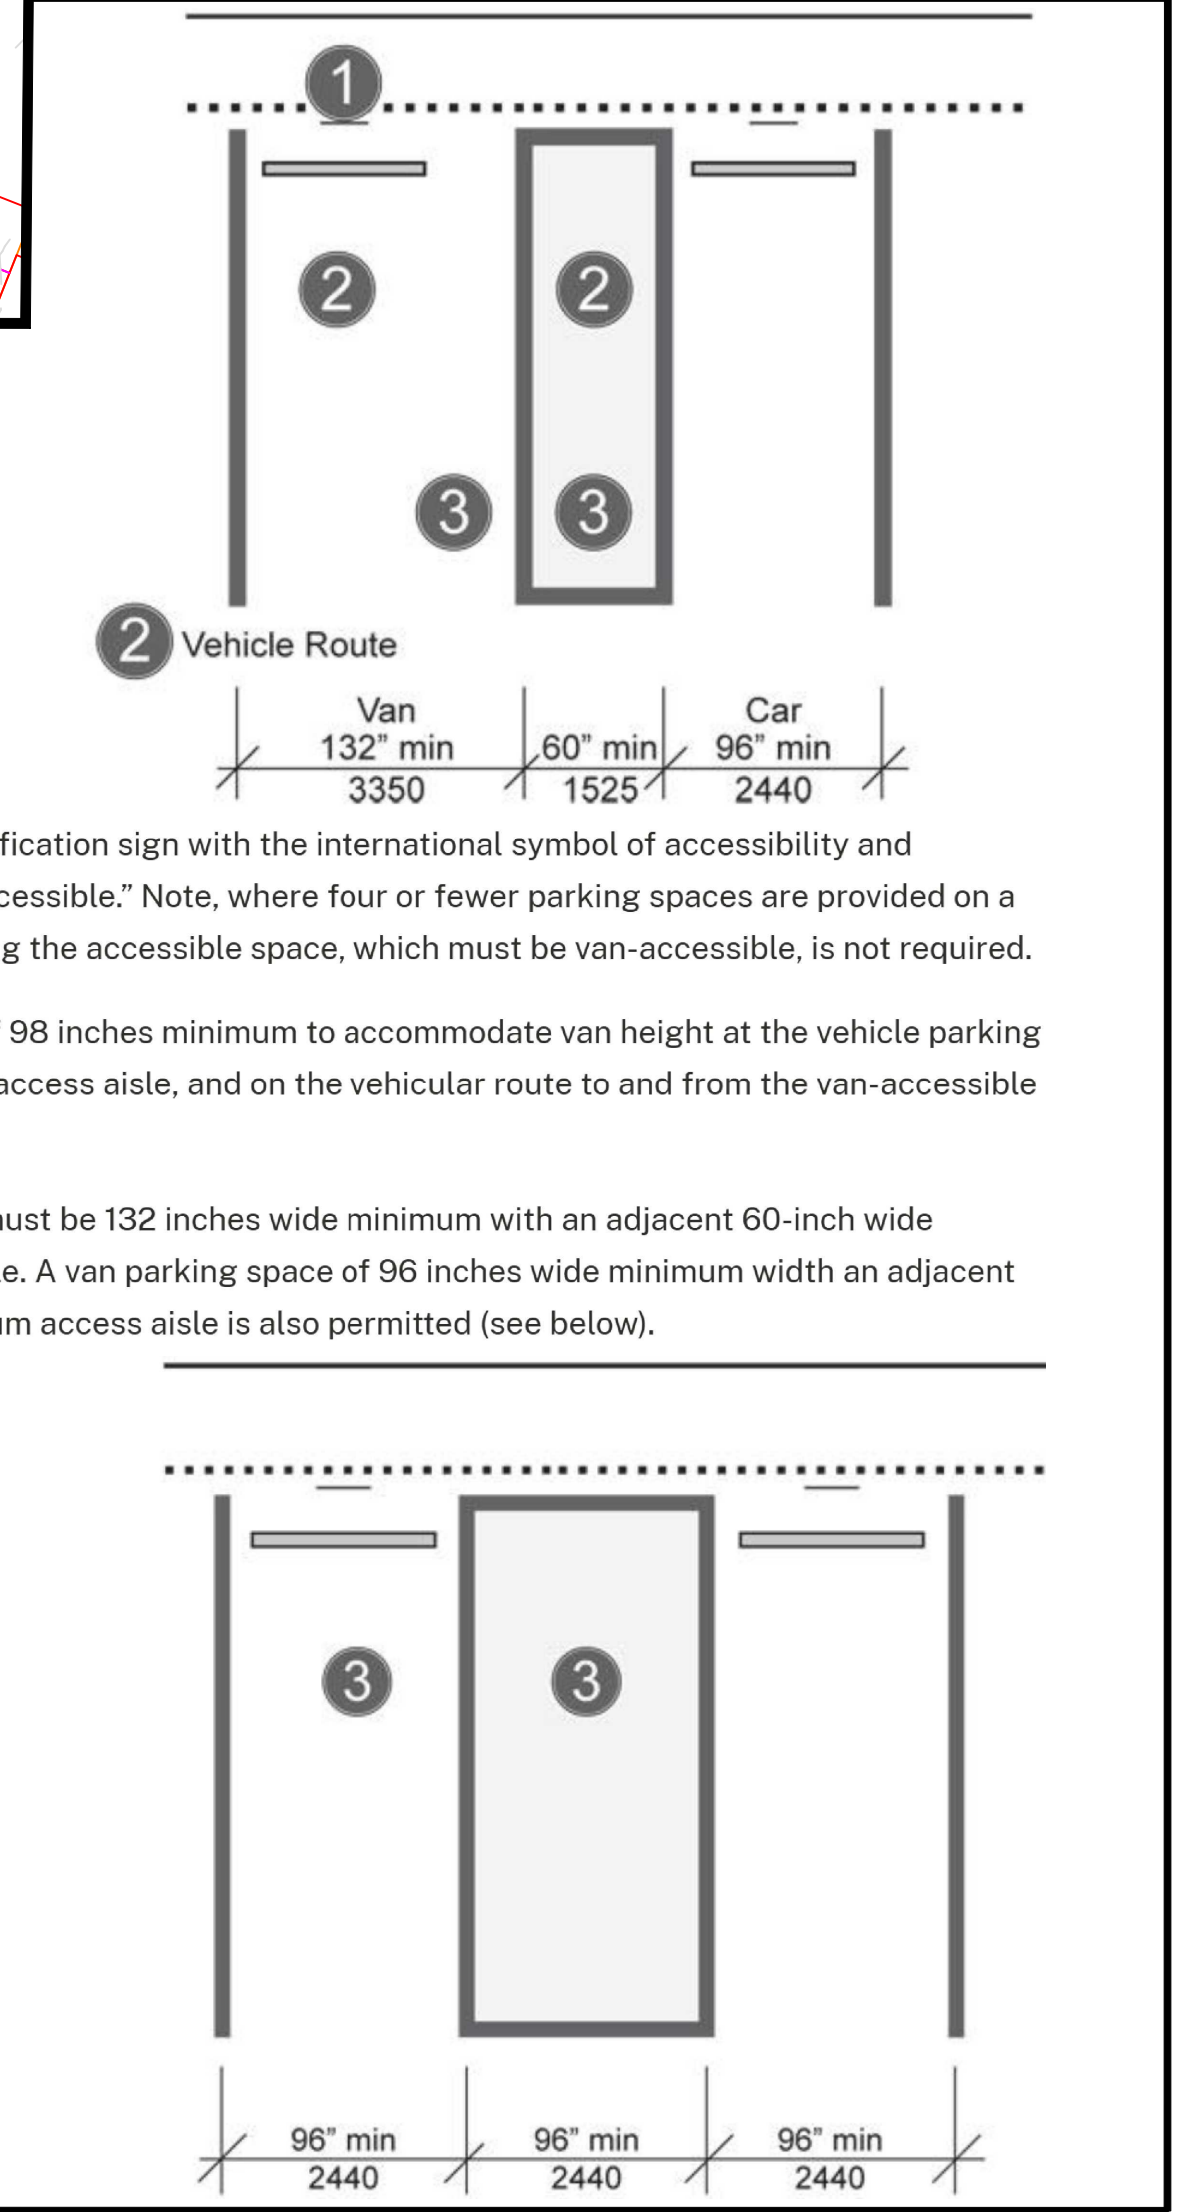 1
2 2
3 3
2 Vehicle Route
Van Car
132” min 60” min 96” min
3350 1525 2440
fication sign with the international symbol of accessibility and
cessible.” Note, where four or fewer parking spaces are provided on a
g the accessible space, which must be van-accessible, is not required.
98 inches minimum to accommodate van height at the vehicle parking
access aisle, and on the vehicular route to and from the van-accessible
ust be 132 inches wide minimum with an adjacent 60-inch wide
e. A van parking space of 96 inches wide minimum width an adjacent
um access aisle is also permitted (see below).
3 3
96” min 96” min 96” min
2440 2440 2440